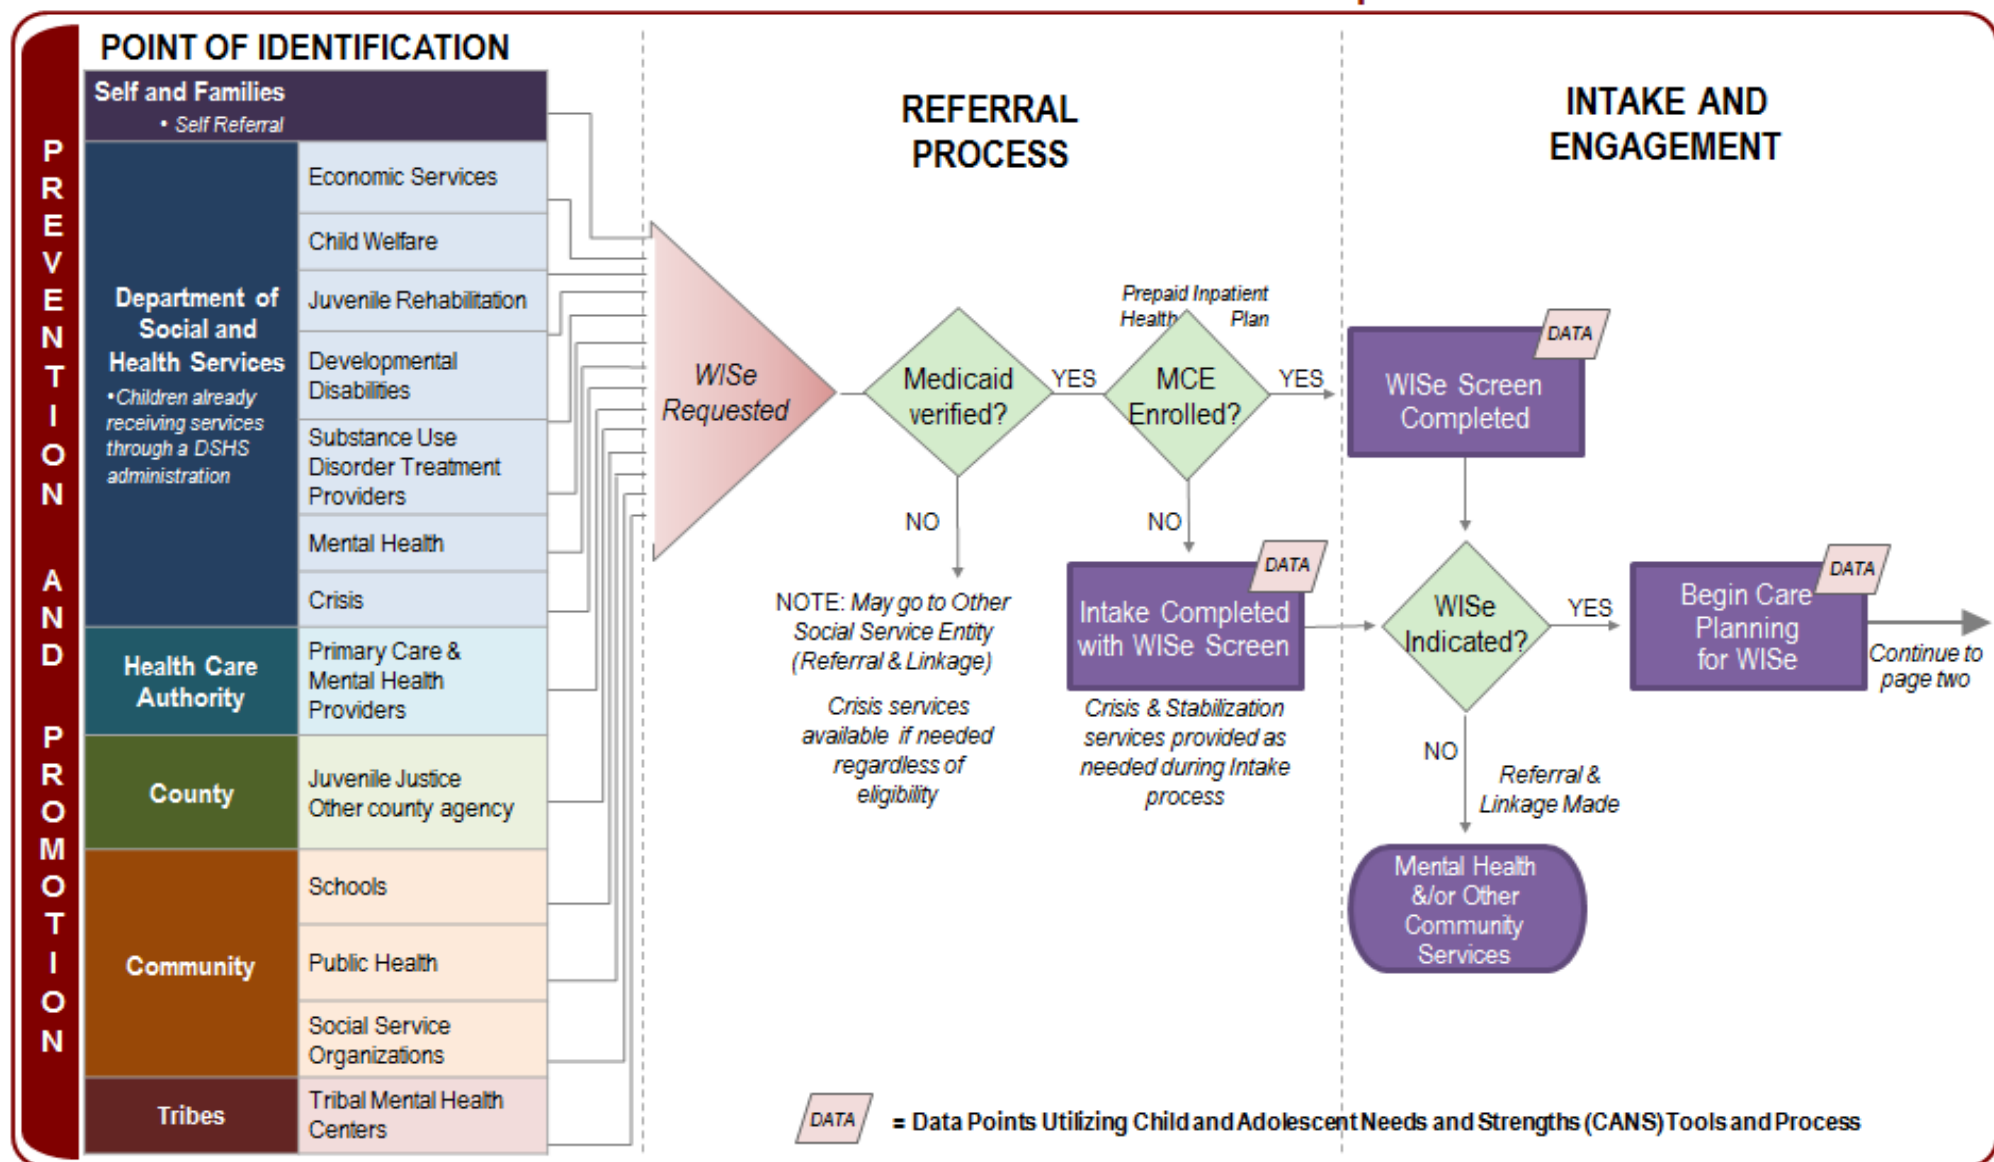 POINT OF IDENTIFICATION
PREVENTION AND PROMOTION
Self and Families
• Self Referral
Department of
Social and
Health Services
•Children already
receiving services
through a DSHS
administration
Economic Services
Child Welfare
Juvenile Rehabilitation
Developmental
Disabilities
Substance Use
Disorder Treatment
Providers
Mental Health
Crisis
Health Care
Authority
Primary Care &
Mental Health
Providers
County
Juvenile Justice
Other county agency
Community
Schools
Public Health
Social Service
Organizations
Tribes
Tribal Mental Health
Centers
REFERRAL
PROCESS
WISe
Requested
Medicaid
verified?
YES
NO
NOTE: May go to Other
Social Service Entity
(Referral & Linkage)
Crisis services
available if needed
regardless of
eligibility
Prepaid Inpatient
Health Plan
MCE
Enrolled?
YES
NO
DATA
Intake Completed
with WISe Screen
Crisis & Stabilization
services provided as
needed during Intake
process
INTAKE AND
ENGAGEMENT
DATA
WISe Screen
Completed
WISe
Indicated?
YES
NO
Referral &
Linkage Made
Mental Health
&/or Other
Community
Services
DATA
Begin Care
Planning
for WISe
Continue to
page two
DATA = Data Points Utilizing Child and Adolescent Needs and Strengths (CANS) Tools and Process